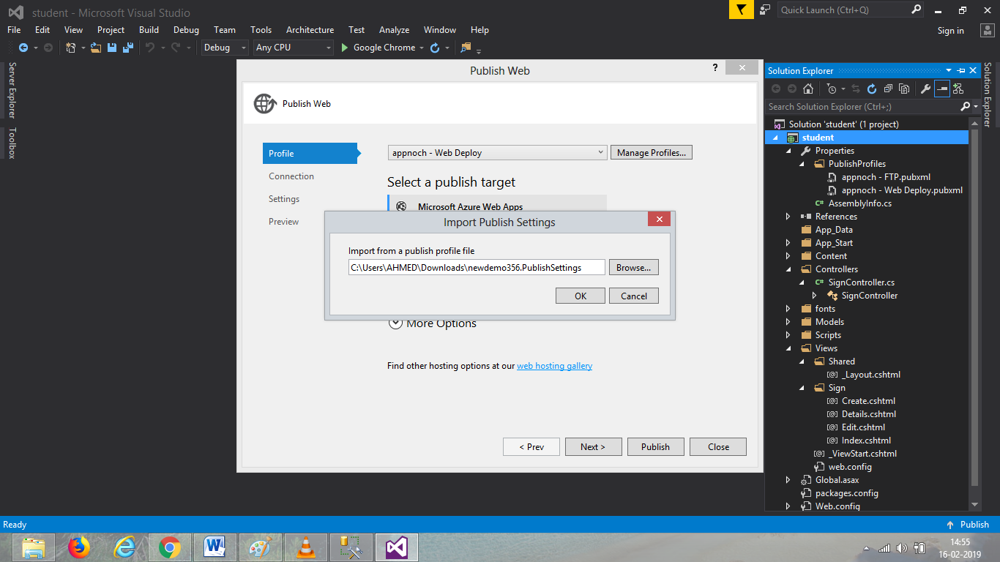 student - Microsoft Visual Studio
Quick Launch (Ctrl+Q)
File Edit View Project Build Debug Team Tools Architecture Test Analyze Window Help
Sign in
Debug Any CPU Google Chrome
Server Explorer
Toolbox
Publish Web
?
Publish Web
Profile
Connection
Settings
Preview
appnoch - Web Deploy
Manage Profiles...
Select a publish target
Microsoft Azure Web Apps
Import Publish Settings
Import from a publish profile file
C:\Users\AHMED\Downloads\newdemo356.PublishSettings
Browse...
OK
Cancel
More Options
Find other hosting options at our web hosting gallery
< Prev
Next >
Publish
Close
Solution Explorer
Search Solution Explorer (Ctrl+;)
Solution 'student' (1 project)
student
Properties
PublishProfiles
appnoch - FTP.pubxml
appnoch - Web Deploy.pubxml
C# AssemblyInfo.cs
References
App_Data
App_Start
Content
Controllers
C# SignController.cs
SignController
fonts
Models
Scripts
Views
Shared
[@] _Layout.cshtml
Sign
[@] Create.cshtml
[@] Details.cshtml
[@] Edit.cshtml
[@] Index.cshtml
[@] _ViewStart.cshtml
web.config
Global.asax
packages.config
Web.config
Solution Explorer
Ready
Publish
14:55
16-02-2019